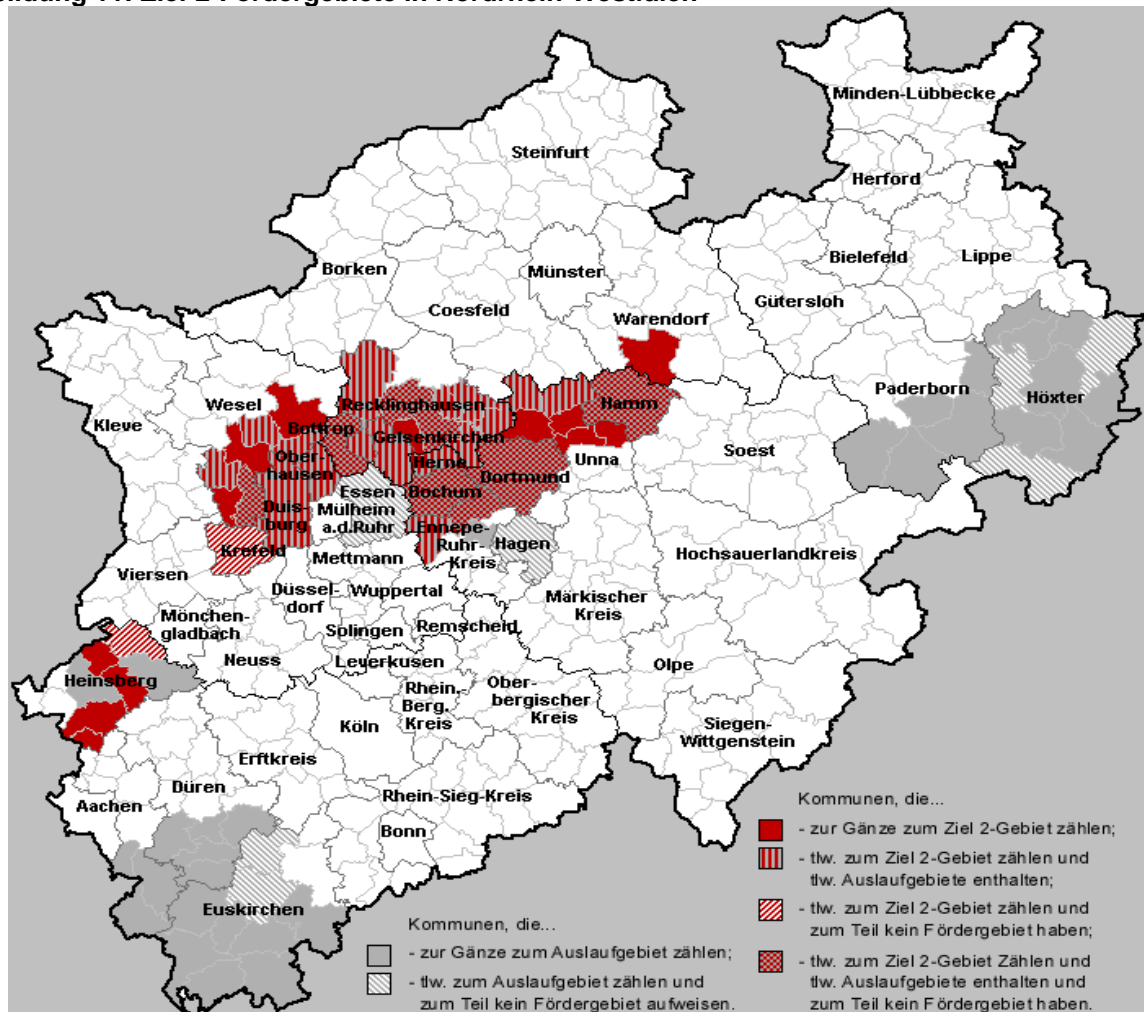 Minden-Lübbecke
Steinfurt
Herford
Bielefeld
Lippe
Borken
Münster
Gütersloh
Coesfeld
Warendorf
Paderborn
Höxter
Wesel
Recklinghausen
Hamm
Kleve
Bottrop
Gelsenkirchen
Soest
Ober-
hausen
Herne
Unna
Dortmund
Essen
Bochum
Duis-
burg
Mülheim
a.d.Ruhr
Ennepe-
Ruhr-
Kreis
Hagen
Krefeld
Hochsauerlandkreis
Mettmann
Viersen
Düssel-
dorf
Wuppertal
Märkischer
Kreis
Mönchen-
gladbach
Solingen
Remscheid
Neuss
Leverkusen
Olpe
Heinsberg
Rhein.
Berg.
Kreis
Ober-
bergischer
Kreis
Köln
Siegen-
Wittgenstein
Erftkreis
Düren
Aachen
Rhein-Sieg-Kreis
Bonn
Euskirchen
Kommunen, die...
- zur Gänze zum Ziel 2-Gebiet zählen;
- tlw. zum Ziel 2-Gebiet zählen und
tlw. Auslaufgebiete enthalten;
- tlw. zum Ziel 2-Gebiet zählen und
zum Teil kein Fördergebiet haben;
- tlw. zum Ziel 2-Gebiet Zählen und
tlw. Auslaufgebiete enthalten und
zum Teil kein Fördergebiet haben.
Kommunen, die...
- zur Gänze zum Auslaufgebiet zählen;
- tlw. zum Auslaufgebiet zählen und
zum Teil kein Fördergebiet aufweisen.